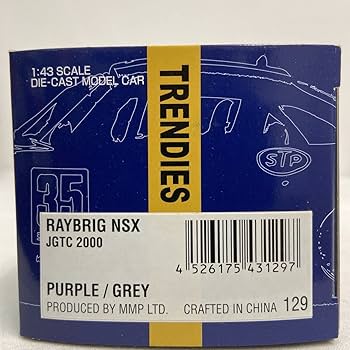 1:43 SCALE
DIE-CAST MODEL CAR
TRENDIES
STP
35
RAYBRIG NSX
JGTC 2000
4 526175 431297
PURPLE / GREY
PRODUCED BY MMP LTD. CRAFTED IN CHINA 129